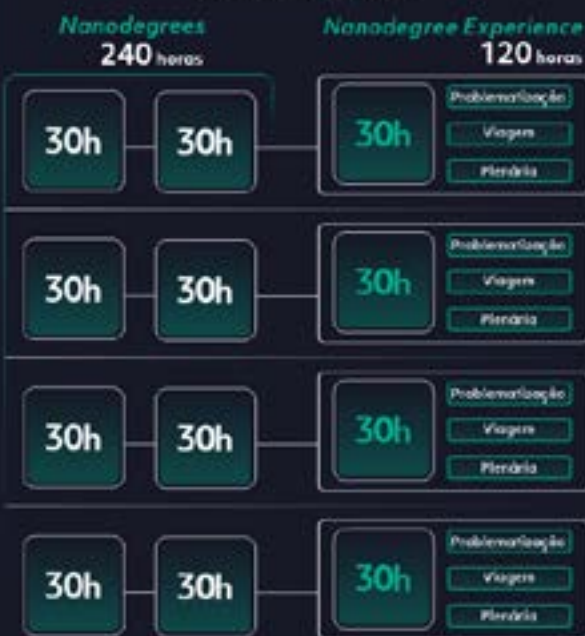 Nanodegrees
240 horas
Nanodegree Experience
120 horas
30h
30h
30h
Problematização
Viagem
Plenária
30h
30h
30h
Problematização
Viagem
Plenária
30h
30h
30h
Problematização
Viagem
Plenária
30h
30h
30h
Problematização
Viagem
Plenária